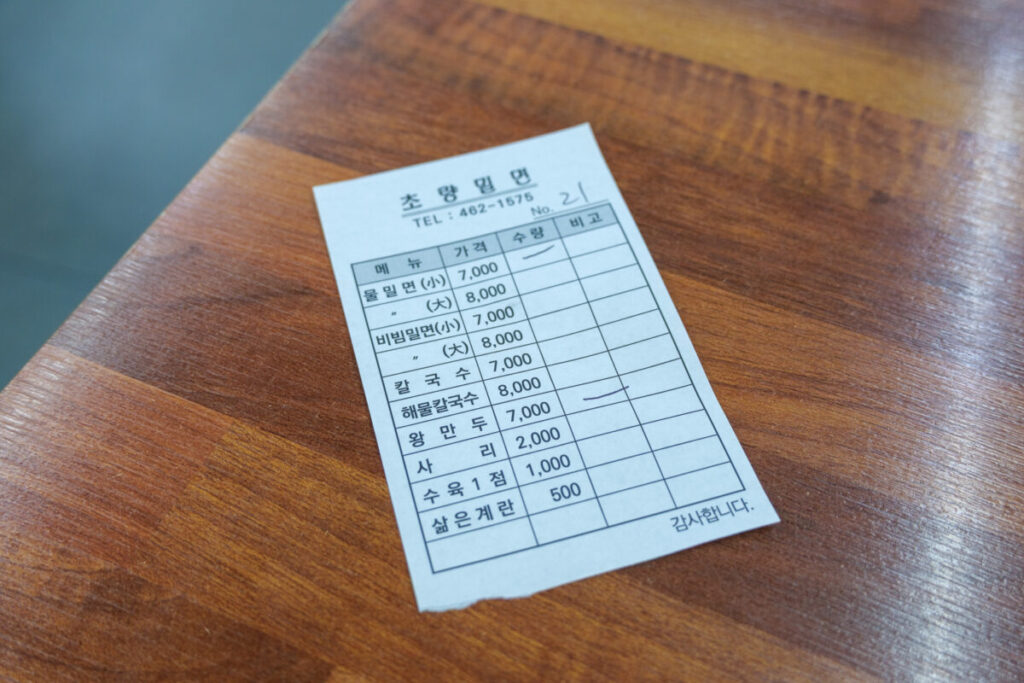 초량밀면
TEL : 462-1575
No. 21
메뉴 가격 수량 비고
물밀면(小) 7,000
〃 (大) 8,000
비빔밀면(小) 7,000
〃 (大) 8,000
칼국수 7,000
해물칼국수 8,000
왕만두 7,000
사리 2,000
수육1점 1,000
삶은계란 500
감사합니다.